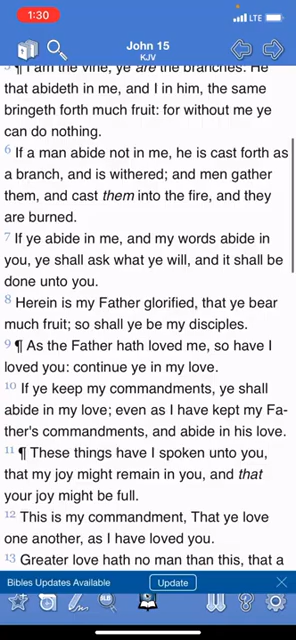 1:30
LTE
John 15
KJV
5 ¶ I am the vine, ye are the branches: He
that abideth in me, and I in him, the same
bringeth forth much fruit: for without me ye
can do nothing.
6 If a man abide not in me, he is cast forth as
a branch, and is withered; and men gather
them, and cast them into the fire, and they
are burned.
7 If ye abide in me, and my words abide in
you, ye shall ask what ye will, and it shall be
done unto you.
8 Herein is my Father glorified, that ye bear
much fruit; so shall ye be my disciples.
9 ¶ As the Father hath loved me, so have I
loved you: continue ye in my love.
10 If ye keep my commandments, ye shall
abide in my love; even as I have kept my Fa-
ther's commandments, and abide in his love.
11 ¶ These things have I spoken unto you,
that my joy might remain in you, and that
your joy might be full.
12 This is my commandment, That ye love
one another, as I have loved you.
13 Greater love hath no man than this, that a
Bibles Updates Available
Update